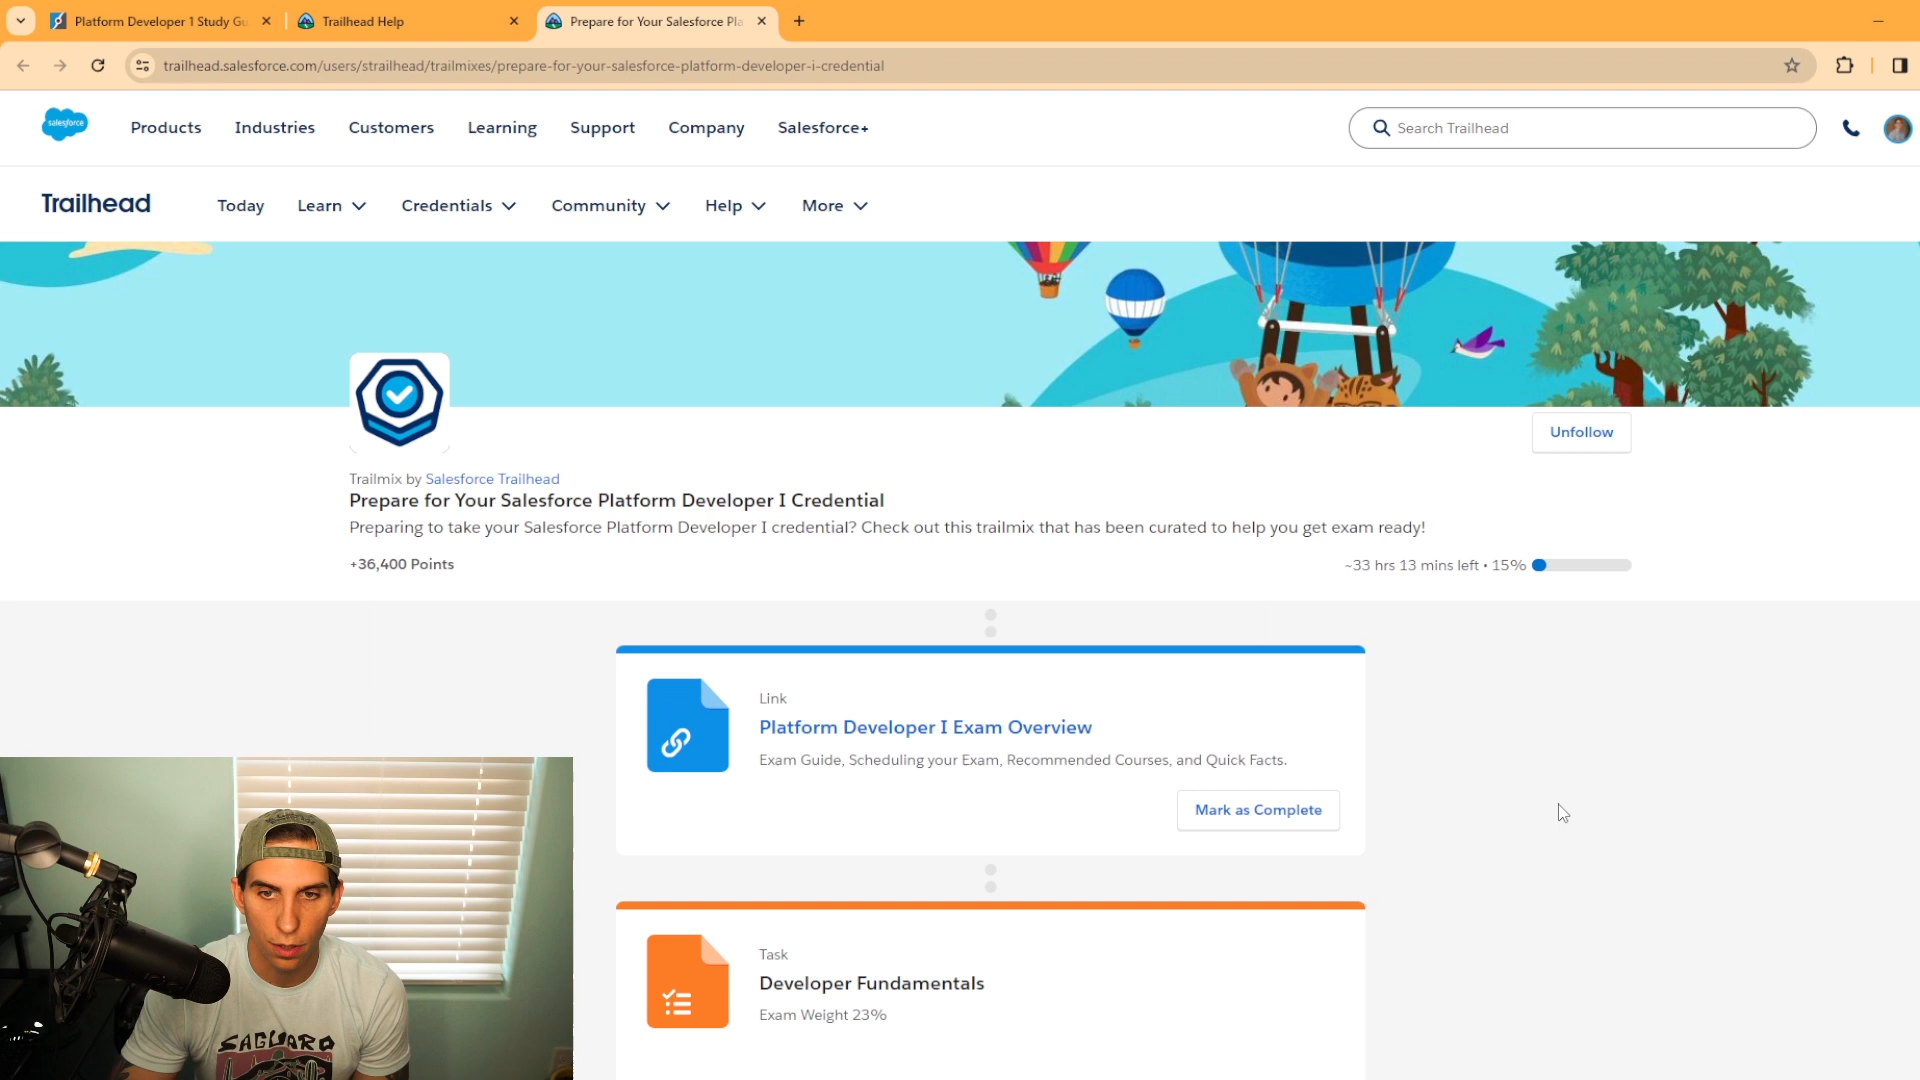 Platform Developer 1 Study Gu
Trailhead Help
Prepare for Your Salesforce Pla
trailhead.salesforce.com/users/strailhead/trailmixes/prepare-for-your-salesforce-platform-developer-i-credential
salesforce
Products
Industries
Customers
Learning
Support
Company
Salesforce+
Search Trailhead
Trailhead
Today
Learn
Credentials
Community
Help
More
Unfollow
Trailmix by Salesforce Trailhead
Prepare for Your Salesforce Platform Developer I Credential
Preparing to take your Salesforce Platform Developer I credential? Check out this trailmix that has been curated to help you get exam ready!
+36,400 Points
~33 hrs 13 mins left • 15%
Link
Platform Developer I Exam Overview
Exam Guide, Scheduling your Exam, Recommended Courses, and Quick Facts.
Mark as Complete
Task
Developer Fundamentals
Exam Weight 23%
SAGUARO